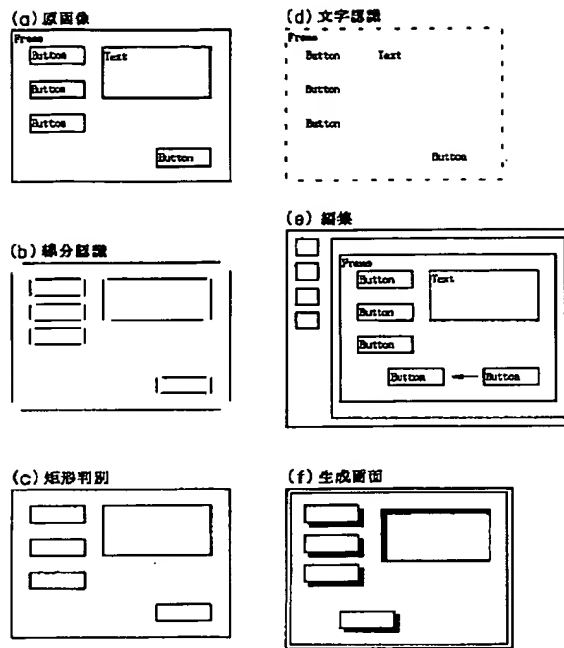 (a) 原画像
Frame
Button
Text
Button
Button
Button
(b) 線分認識
(c) 矩形判別
(d) 文字認識
Frame
Button
Text
Button
Button
Button
(e) 編集
Frame
Button
Text
Button
Button
Button
Button
(f) 生成画面